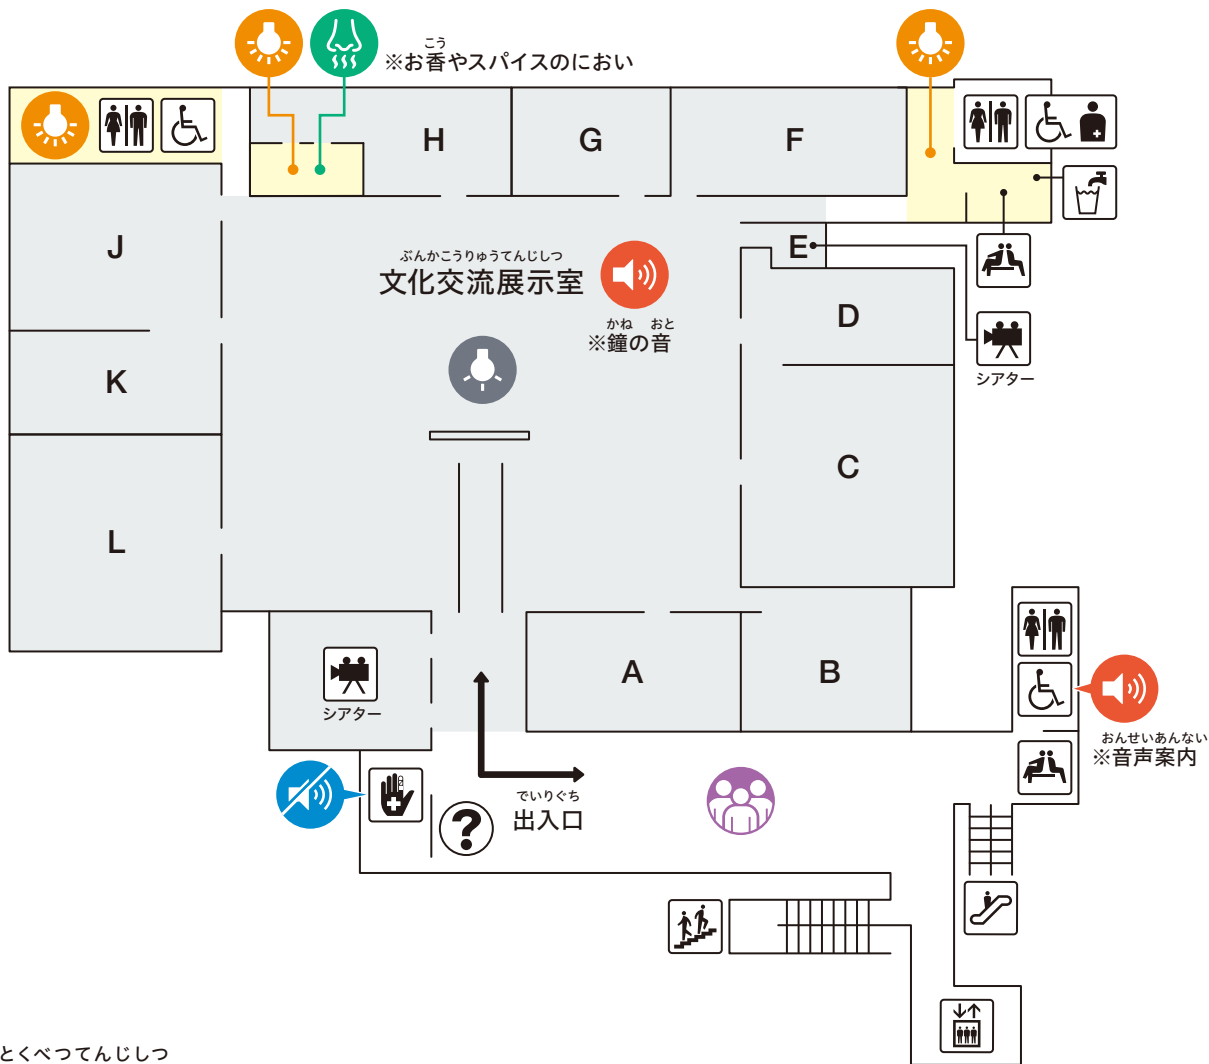 こう
※お香やスパイスのにおい
H
G
F
J
E
ぶんかこうりゅうてんじしつ
文化交流展示室
かね おと
※鐘の音
D
シアター
K
C
L
A
B
シアター
おんせいあんない
※音声案内
でいりぐち
出入口
?
とくべつてんじしつ